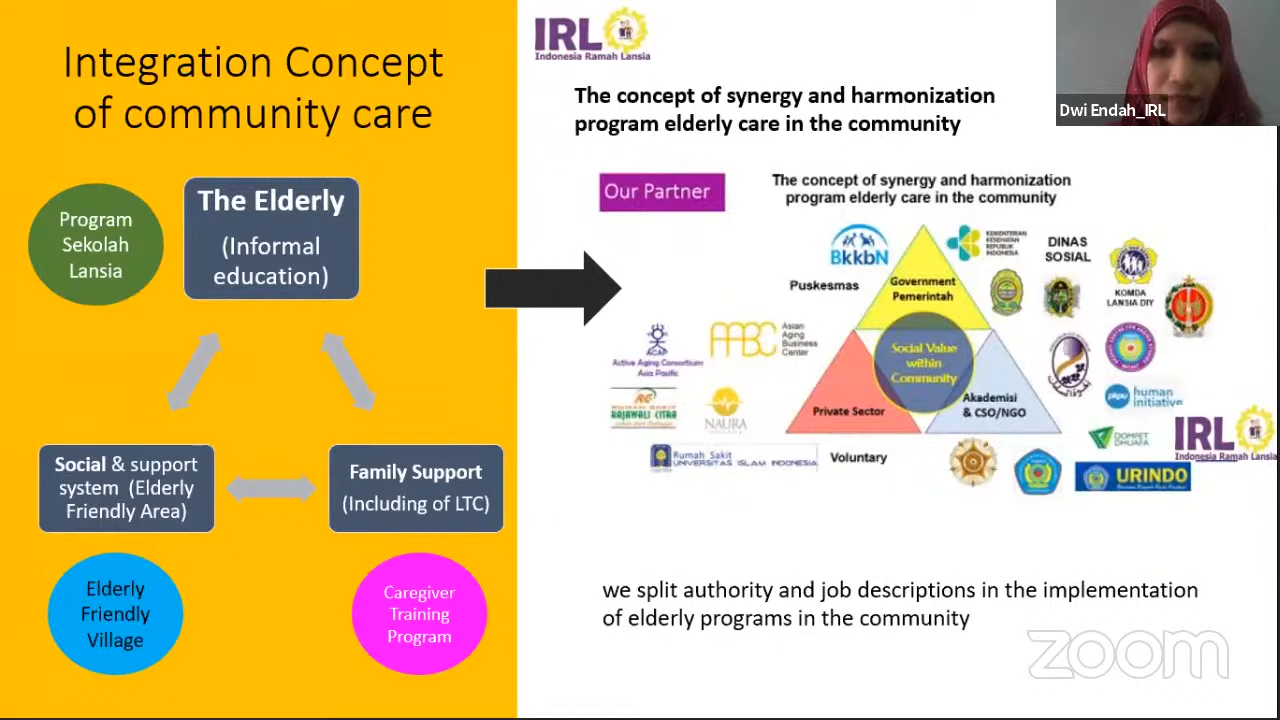 Integration Concept
of community care
Program
Sekolah
Lansia
The Elderly
(Informal
education)
Social & support
system (Elderly
Friendly Area)
Family Support
(Including of LTC)
Elderly
Friendly
Village
Caregiver
Training
Program
IRL
Indonesia Ramah Lansia
The concept of synergy and harmonization
program elderly care in the community
Dwi Endah_IRL
Our Partner
The concept of synergy and harmonization
program elderly care in the community
BkkbN
KEMENTERIAN
KESEHATAN
REPUBLIK
INDONESIA
DINAS
SOSIAL
Puskesmas
Government
Pemerintah
KOMDA
LANSIA DIY
Active Aging Consortium
Asia Pasific
AABC
Asian
Aging
Business
Center
Social Value
within
Community
human
initiative
RAJAWALI CITRA
NAURA
Private Sector
Akademisi
& CSO/NGO
DOMPET
DHUAFA
IRL
Indonesia Ramah Lansia
Rumah Sakit
UNIVERSITAS ISLAM INDONESIA
Voluntary
URINDO
we split authority and job descriptions in the implementation
of elderly programs in the community
zoom